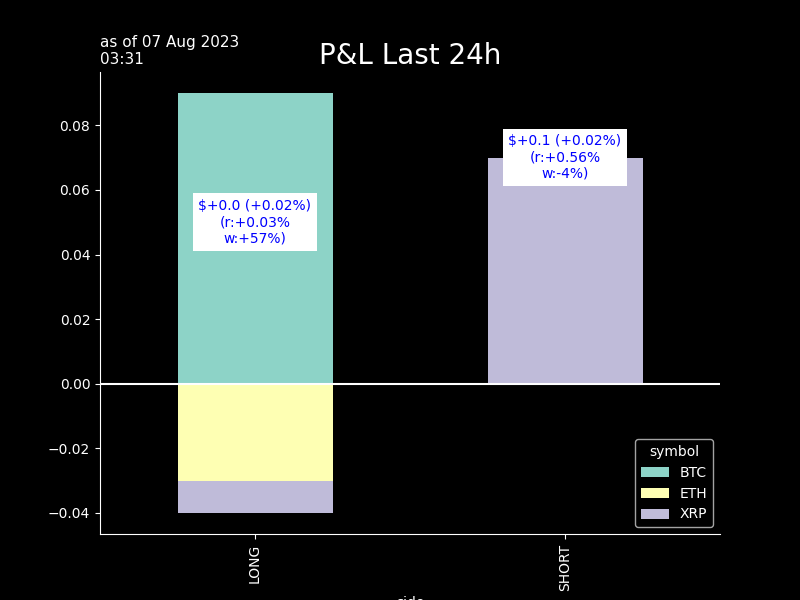 as of 07 Aug 2023
03:31
P&L Last 24h
0.08
0.06
0.04
0.02
0.00
−0.02
−0.04
$+0.0 (+0.02%)
(r:+0.03%
w:+57%)
$+0.1 (+0.02%)
(r:+0.56%
w:-4%)
symbol
BTC
ETH
XRP
LONG
SHORT